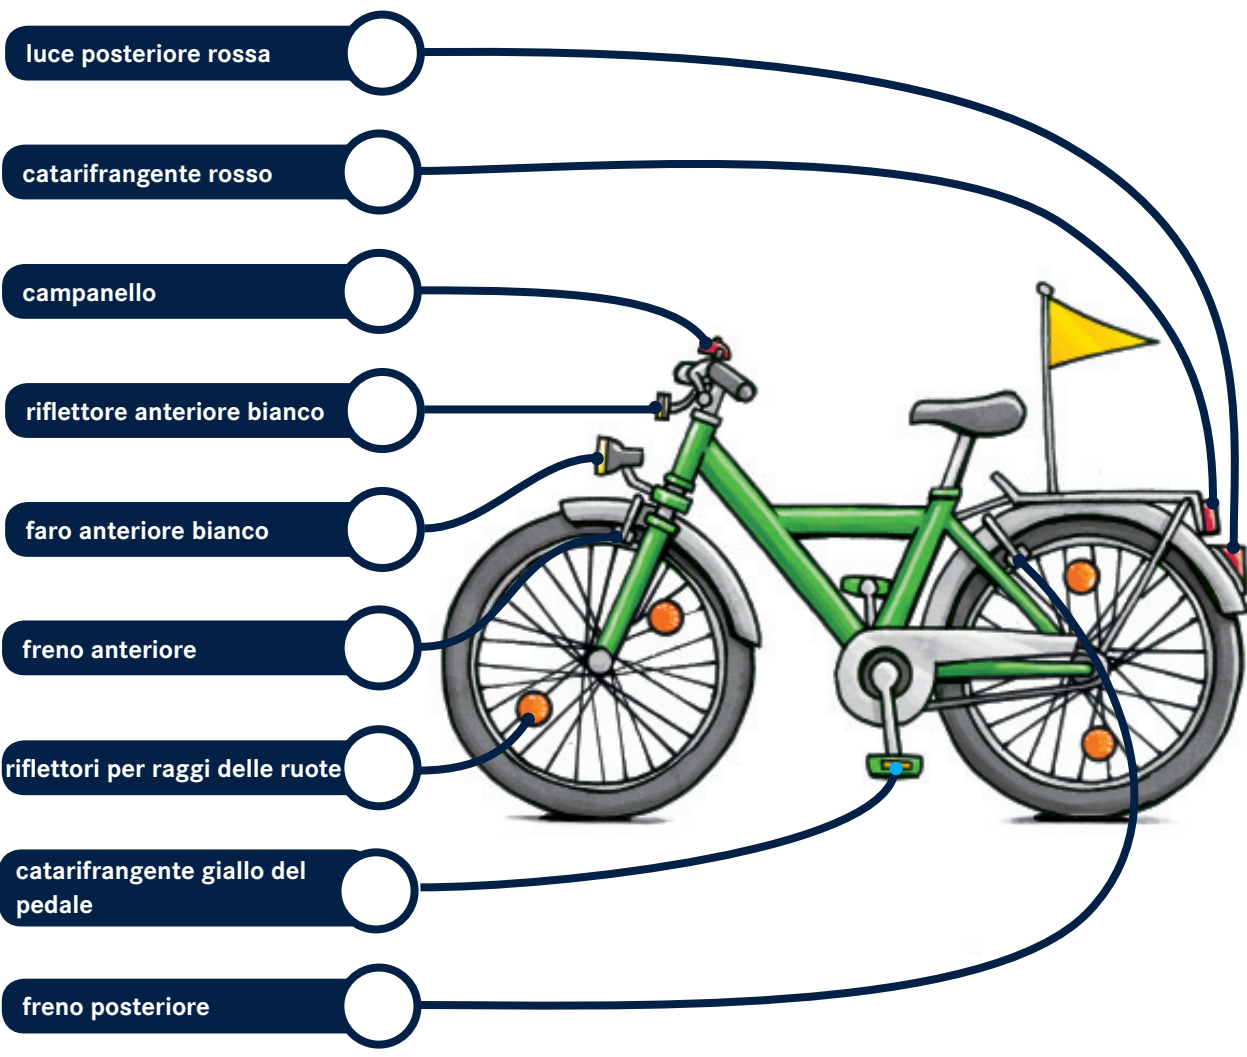 luce posteriore rossa
catarifrangente rosso
campanello
riflettore anteriore bianco
faro anteriore bianco
freno anteriore
riflettori per raggi delle ruote
catarifrangente giallo del
pedale
freno posteriore